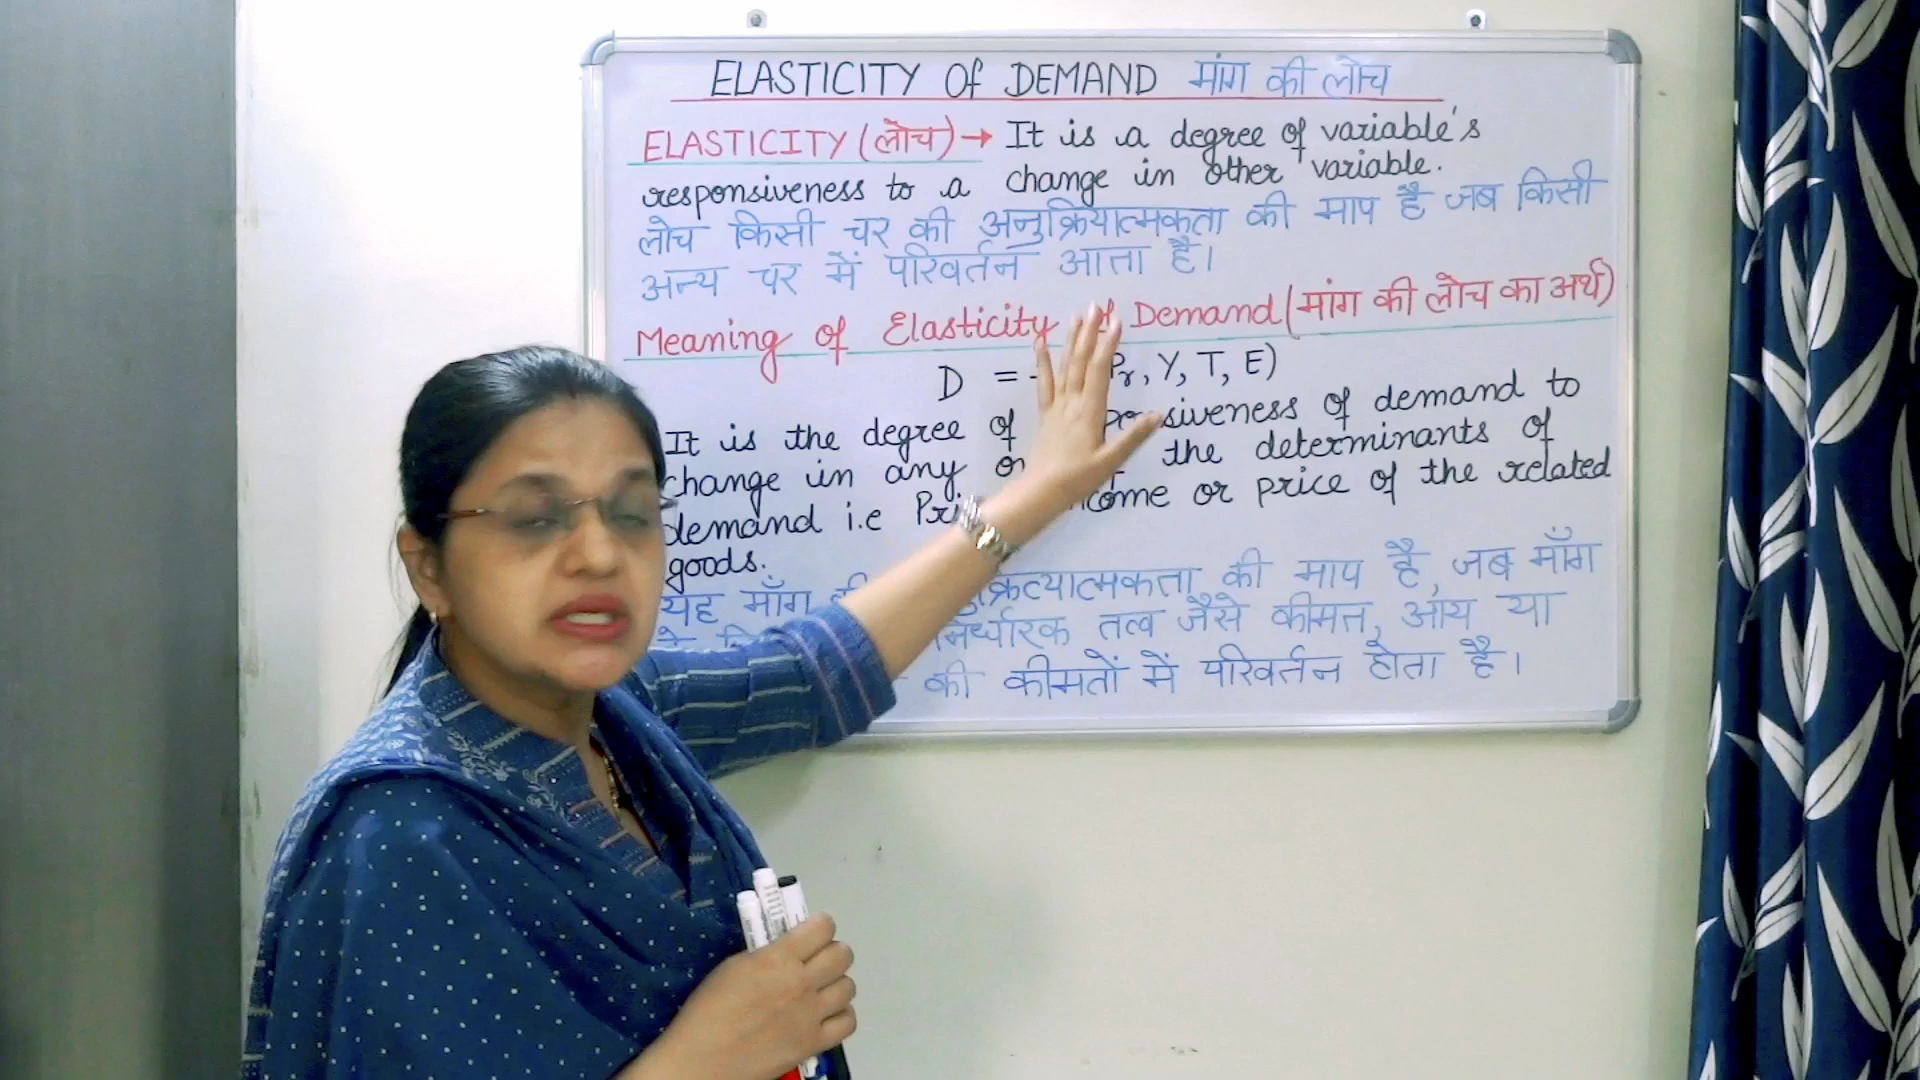 ELASTICITY Of DEMAND मांग की लोच
ELASTICITY (लोच) → It is a degree of variable's
responsiveness to a change in other variable.
लोच किसी चर की अनुक्रियात्मकता की माप है जब किसी
अन्य चर में परिवर्तन आता है।
Meaning of Elasticity of Demand (मांग की लोच का अर्थ)
D = Pr, Y, T, E)
It is the degree of siveness of demand to
change in any the determinants of
demand i.e or price of the related
goods.
यह माँग की माप है, जब माँग
तत्व जैसे कीमत, आय या
की कीमतों में परिवर्तन होता है।